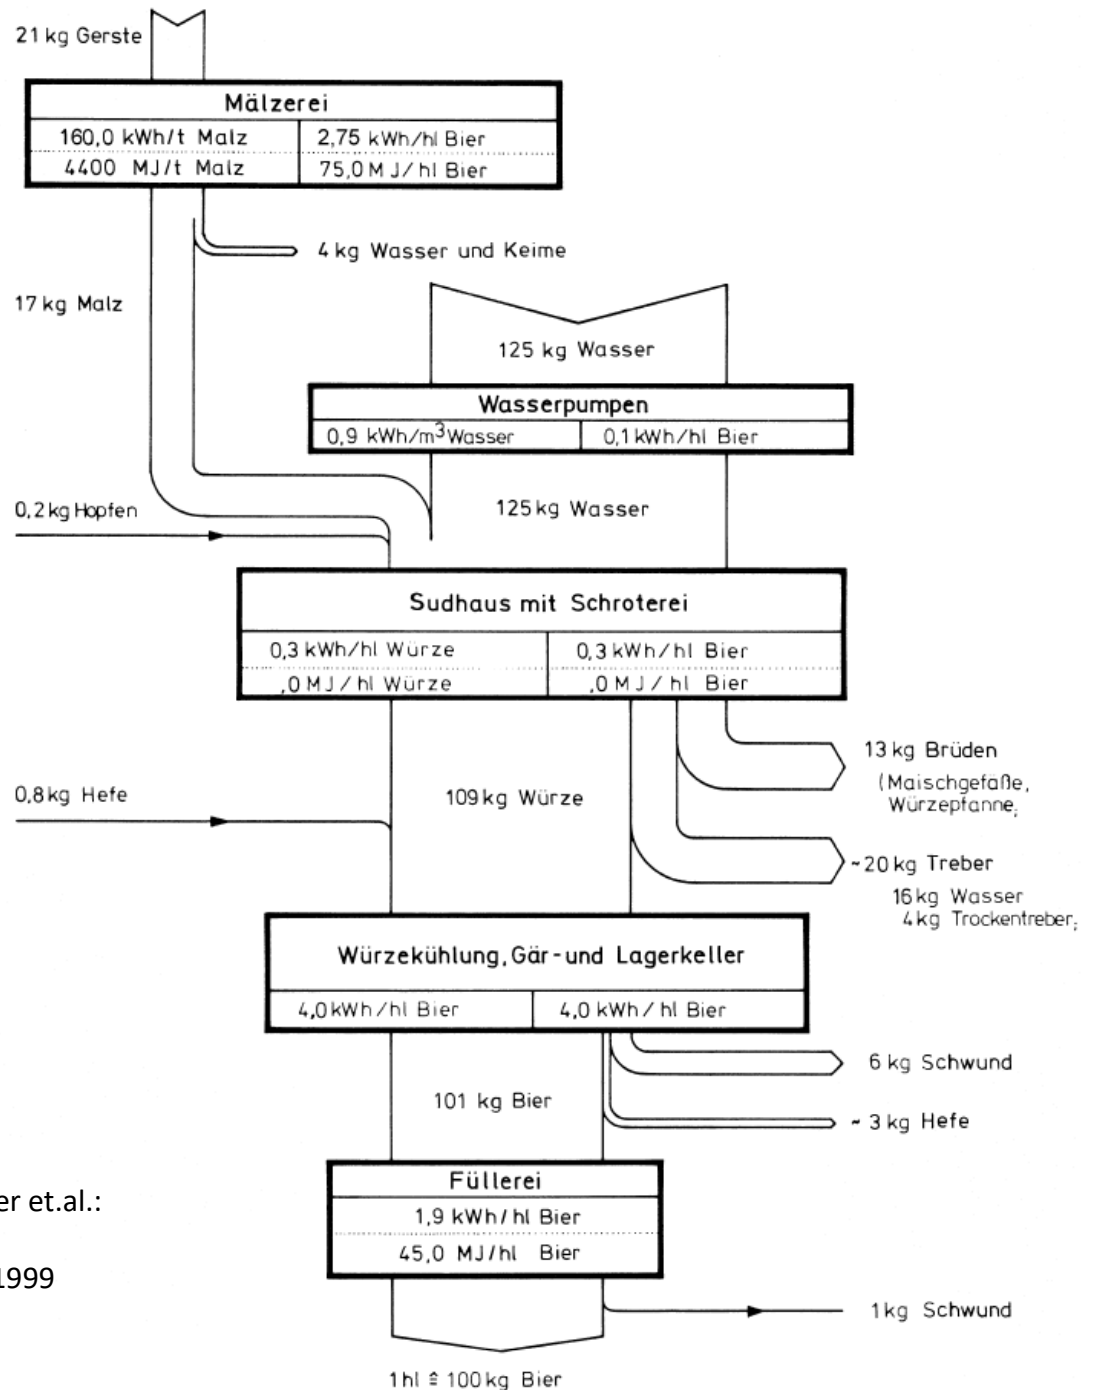 21 kg Gerste
Mälzerei
160,0 kWh/t Malz
2,75 kWh/hl Bier
4400 MJ/t Malz
75,0 MJ/hl Bier
4 kg Wasser und Keime
17 kg Malz
125 kg Wasser
Wasserpumpen
0,9 kWh/m³ Wasser
0,1 kWh/hl Bier
125 kg Wasser
0,2 kg Hopfen
Sudhaus mit Schroterei
0,3 kWh/hl Würze
0,3 kWh/hl Bier
,0 MJ/hl Würze
,0 MJ/hl Bier
13 kg Brüden
(Maischgefäße,
Würzepfanne;
0,8 kg Hefe
109 kg Würze
~20 kg Treber
16 kg Wasser
4 kg Trockentreber;
Würzekühlung, Gär- und Lagerkeller
4,0 kWh/hl Bier
4,0 kWh/hl Bier
6 kg Schwund
101 kg Bier
~ 3 kg Hefe
Füllerei
er et.al.:
1,9 kWh/hl Bier
45,0 MJ/hl Bier
1999
1 kg Schwund
1 hl ≙ 100 kg Bier